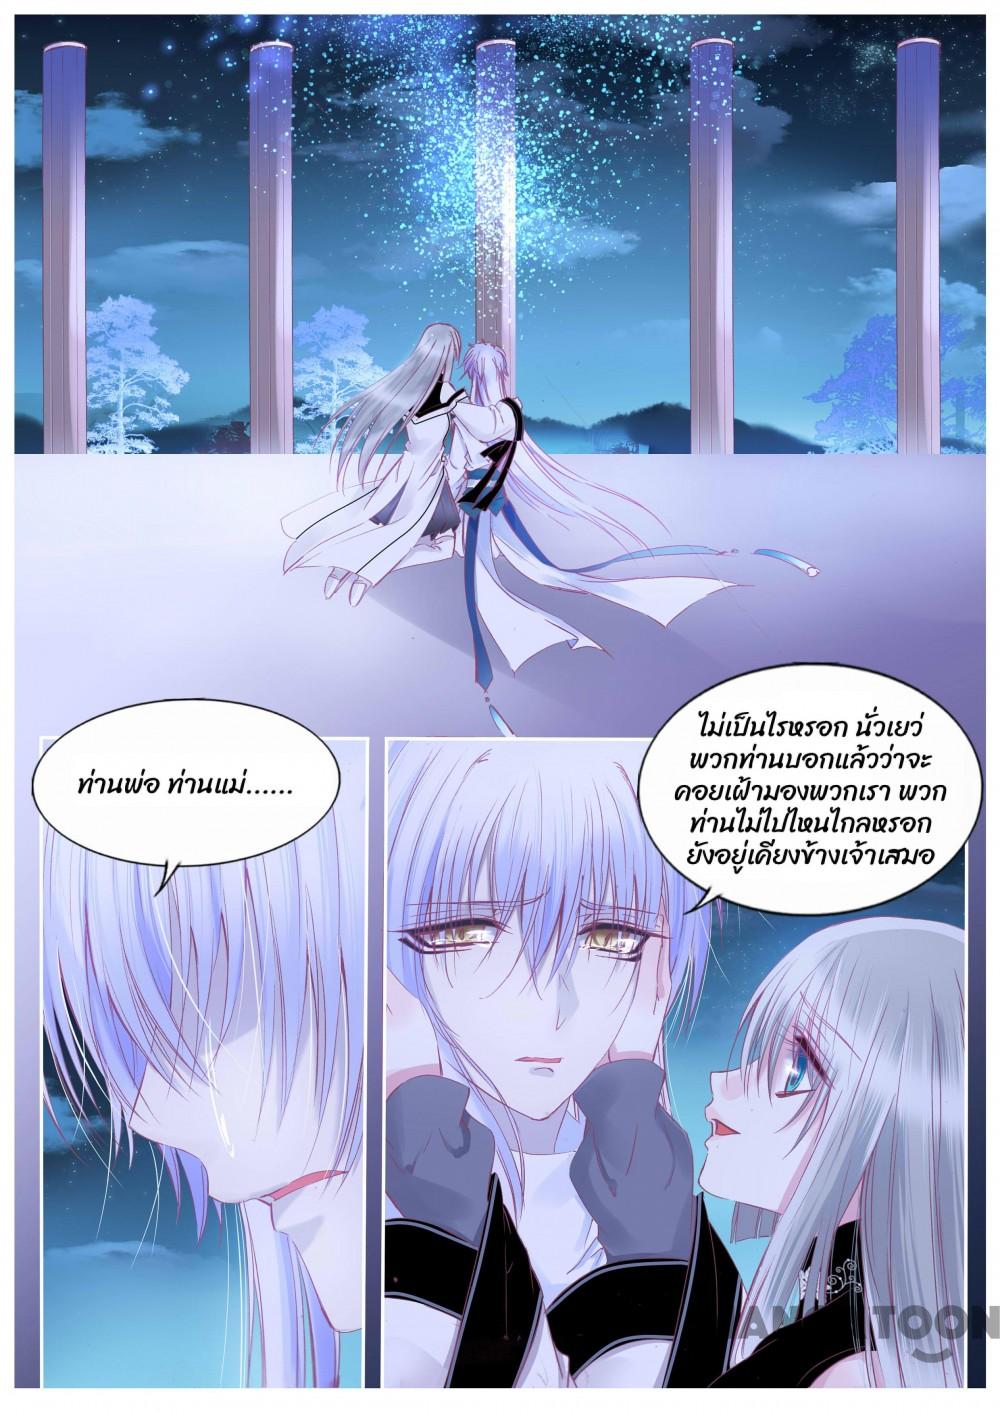 ท่านพ่อ ท่านแม่......
ไม่เป็นไรหรอก นั่วเยว่
พวกท่านบอกแล้วว่าจะ
คอยเฝ้ามองพวกเรา พวก
ท่านไม่ไปไหนไกลหรอก
ยังอยู่เคียงข้างเจ้าเสมอ